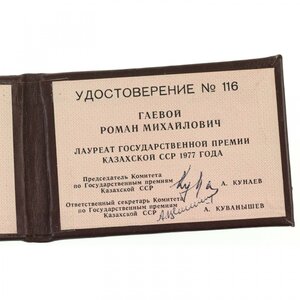 УДОСТОВЕРЕНИЕ № 116
ГАЕВОЙ
РОМАН МИХАЙЛОВИЧ
ЛАУРЕАТ ГОСУДАРСТВЕННОЙ ПРЕМИИ
КАЗАХСКОЙ ССР 1977 ГОДА
Председатель Комитета
по Государственным премиям
Казахской ССР
А. КУНАЕВ
Ответственный секретарь Комитета
по Государственным премиям
Казахской ССР
А. КУВАНЫШЕВ